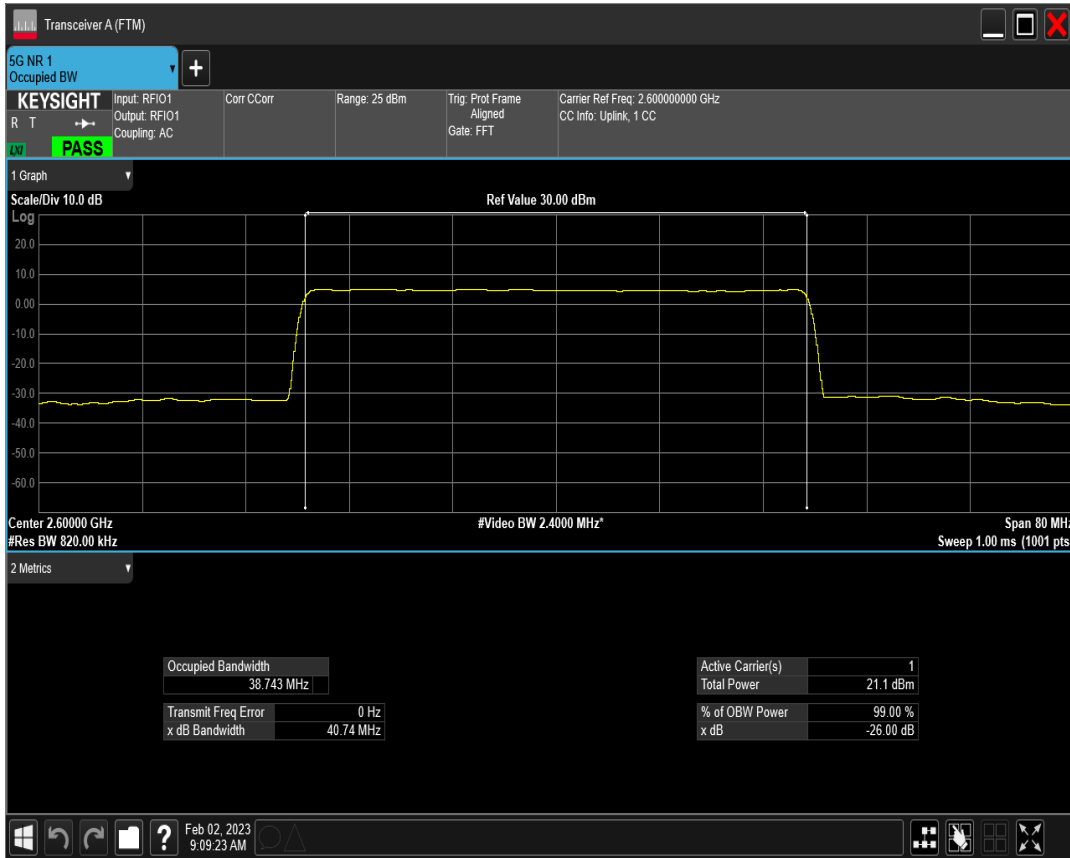 Transceiver A (FTM)
5G NR 1
Occupied BW
+
KEYSIGHT
R T
LXI
PASS
Input: RFIO1
Output: RFIO1
Coupling: AC
Corr CCorr
Range: 25 dBm
Trig: Prot Frame
Aligned
Gate: FFT
Carrier Ref Freq: 2.600000000 GHz
CC Info: Uplink, 1 CC
1 Graph
Scale/Div 10.0 dB
Ref Value 30.00 dBm
Log
20.0
10.0
0.00
-10.0
-20.0
-30.0
-40.0
-50.0
-60.0
Center 2.60000 GHz
#Video BW 2.4000 MHz*
Span 80 MHz
#Res BW 820.00 kHz
Sweep 1.00 ms (1001 pts
2 Metrics
Occupied Bandwidth
38.743 MHz
Transmit Freq Error 0 Hz
x dB Bandwidth 40.74 MHz
Active Carrier(s) 1
Total Power 21.1 dBm
% of OBW Power 99.00 %
x dB -26.00 dB
?
Feb 02, 2023
9:09:23 AM